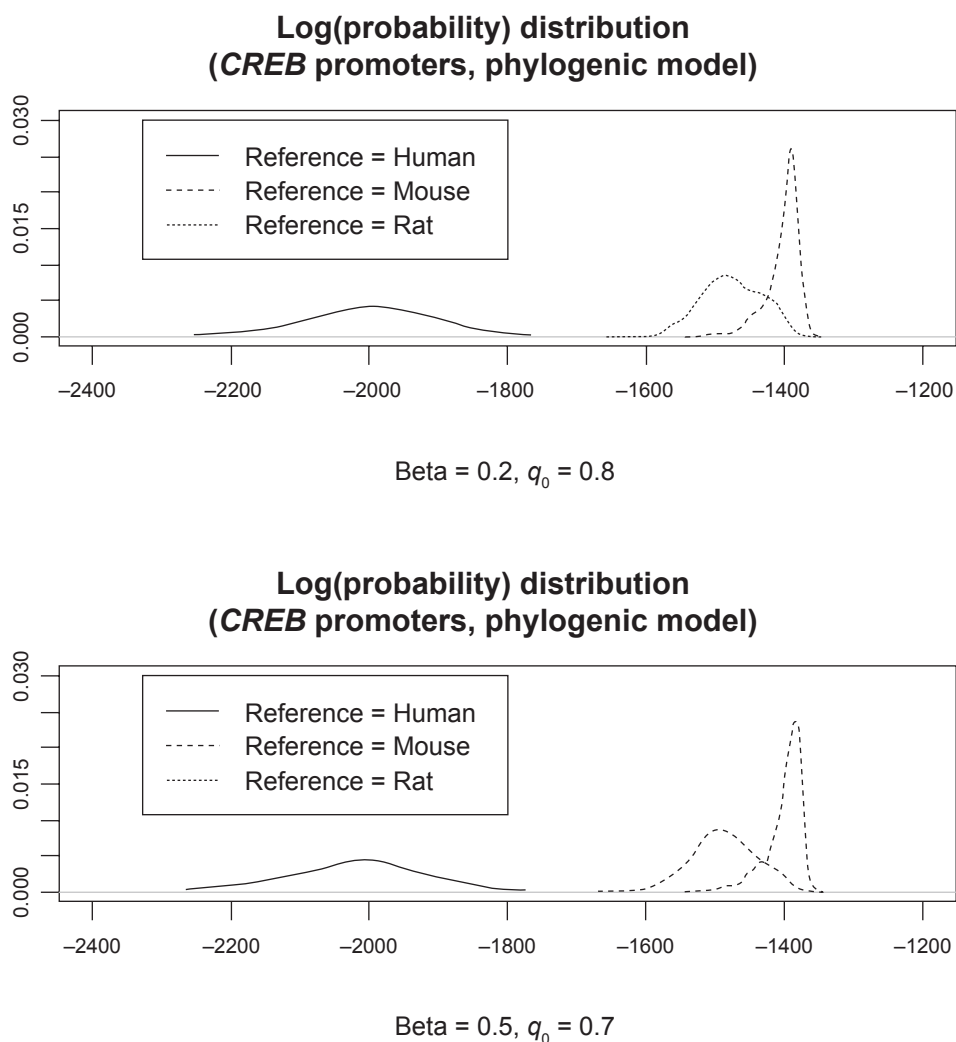 Log(probability) distribution
(CREB promoters, phylogenic model)
0.030
0.015
0.000
Reference = Human
Reference = Mouse
Reference = Rat
–2400 –2200 –2000 –1800 –1600 –1400 –1200
Beta = 0.2, q0 = 0.8
Log(probability) distribution
(CREB promoters, phylogenic model)
0.030
0.015
0.000
Reference = Human
Reference = Mouse
Reference = Rat
–2400 –2200 –2000 –1800 –1600 –1400 –1200
Beta = 0.5, q0 = 0.7